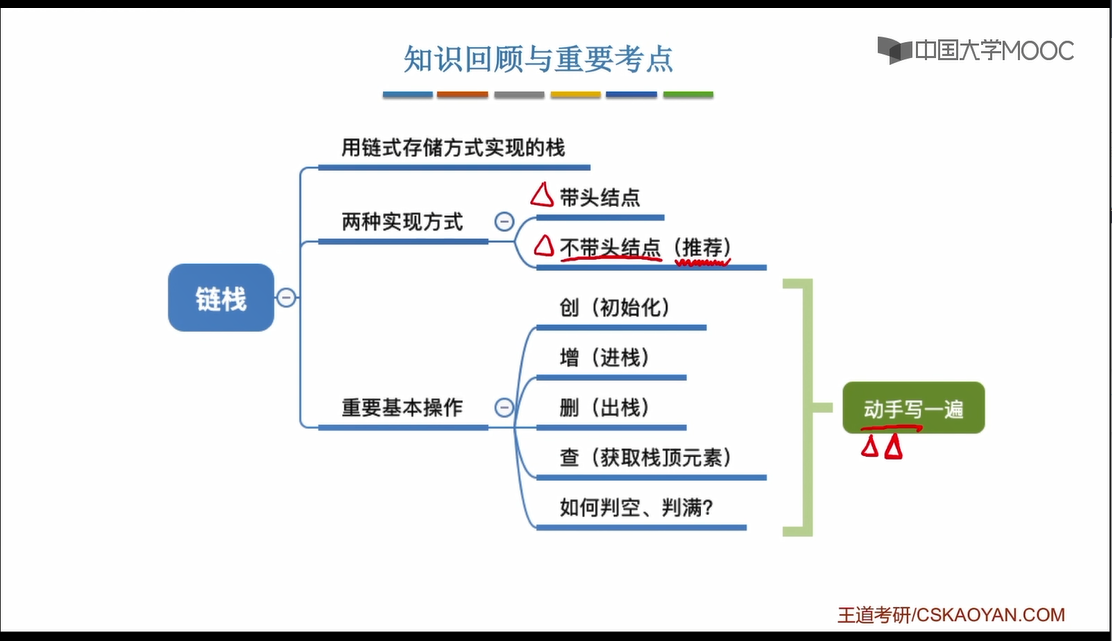 知识回顾与重要考点
中国大学MOOC
用链式存储方式实现的栈
带头结点
两种实现方式
不带头结点（推荐）
链栈
创（初始化）
增（进栈）
重要基本操作
删（出栈）
动手写一遍
查（获取栈顶元素）
如何判空、判满?
王道考研/CSKAOYAN.COM